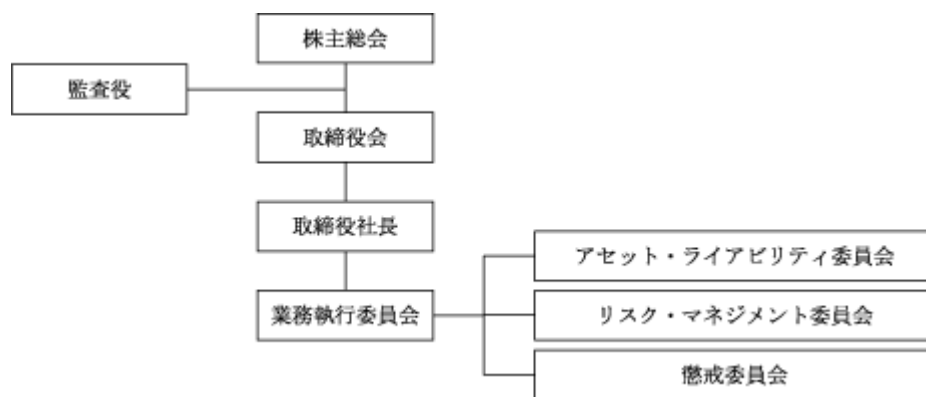 株主総会
監査役
取締役会
取締役社長
アセット・ライアビリティ委員会
業務執行委員会
リスク・マネジメント委員会
懲戒委員会